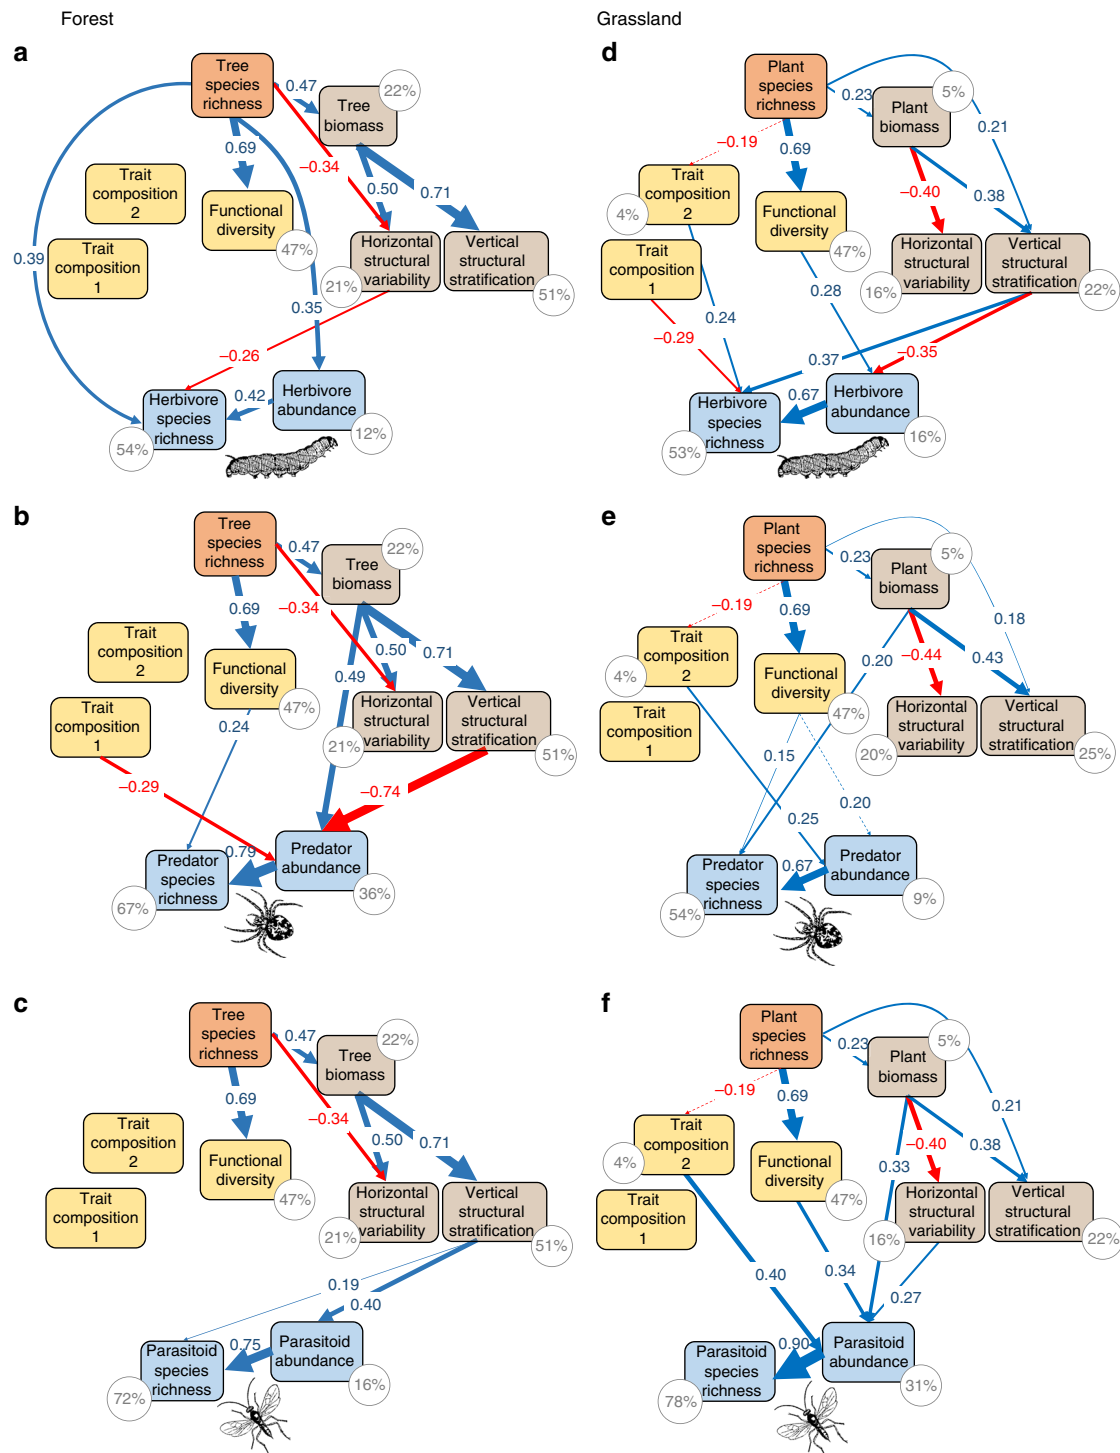 Forest
Grassland
a
Tree
species
richness
0.47
22%
Tree
biomass
0.69
−0.34
0.50
0.71
Trait
composition
2
Functional
diversity
47%
Trait
composition
1
0.39
Horizontal
structural
variability
21%
Vertical
structural
stratification
51%
0.35
−0.26
0.42
Herbivore
species
richness
54%
Herbivore
abundance
12%
d
Plant
species
richness
0.23
5%
Plant
biomass
0.21
−0.19
0.69
−0.40
0.38
Trait
composition
2
4%
Functional
diversity
47%
Trait
composition
1
Horizontal
structural
variability
16%
Vertical
structural
stratification
22%
0.28
0.24
−0.29
−0.35
0.37
0.67
Herbivore
species
richness
53%
Herbivore
abundance
16%
b
Tree
species
richness
0.47
22%
Tree
biomass
0.69
−0.34
0.50
0.71
0.49
Trait
composition
2
Functional
diversity
47%
Trait
composition
1
Horizontal
structural
variability
21%
Vertical
structural
stratification
51%
0.24
−0.29
−0.74
0.79
Predator
species
richness
67%
Predator
abundance
36%
e
Plant
species
richness
0.23
5%
Plant
biomass
0.18
−0.19
0.69
0.20
−0.44
0.43
Trait
composition
2
4%
Functional
diversity
47%
Trait
composition
1
Horizontal
structural
variability
20%
Vertical
structural
stratification
25%
0.15
0.20
0.25
0.67
Predator
species
richness
54%
Predator
abundance
9%
c
Tree
species
richness
0.47
22%
Tree
biomass
0.69
−0.34
0.50
0.71
Trait
composition
2
Functional
diversity
47%
Trait
composition
1
Horizontal
structural
variability
21%
Vertical
structural
stratification
51%
0.19
0.40
0.75
Parasitoid
species
richness
72%
Parasitoid
abundance
16%
f
Plant
species
richness
0.23
5%
Plant
biomass
0.21
−0.19
0.69
−0.40
0.38
0.33
Trait
composition
2
4%
Functional
diversity
47%
Trait
composition
1
Horizontal
structural
variability
16%
Vertical
structural
stratification
22%
0.40
0.34
0.27
0.90
Parasitoid
species
richness
78%
Parasitoid
abundance
31%